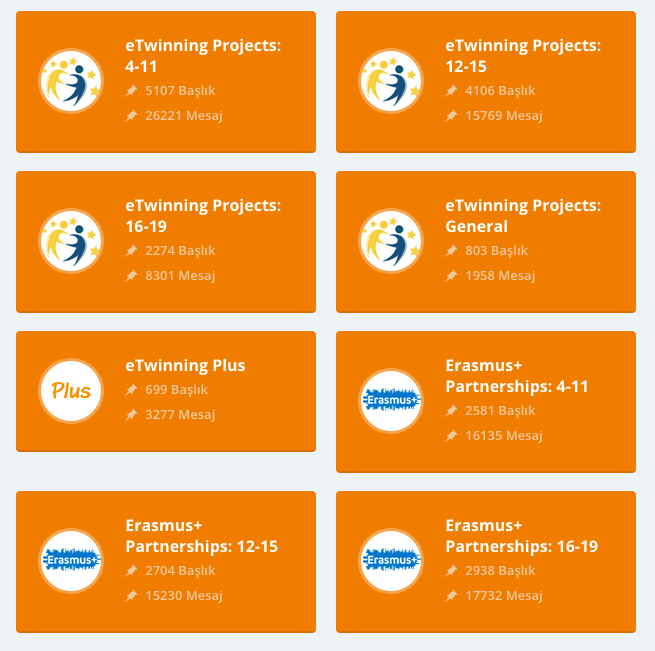 eTwinning Projects:
4-11
5107 Başlık
26221 Mesaj
eTwinning Projects:
12-15
4106 Başlık
15769 Mesaj
eTwinning Projects:
16-19
2274 Başlık
8301 Mesaj
eTwinning Projects:
General
803 Başlık
1958 Mesaj
Plus
eTwinning Plus
699 Başlık
3277 Mesaj
Erasmus+
Erasmus+
Partnerships: 4-11
2581 Başlık
16135 Mesaj
Erasmus+
Erasmus+
Partnerships: 12-15
2704 Başlık
15230 Mesaj
Erasmus+
Erasmus+
Partnerships: 16-19
2938 Başlık
17732 Mesaj